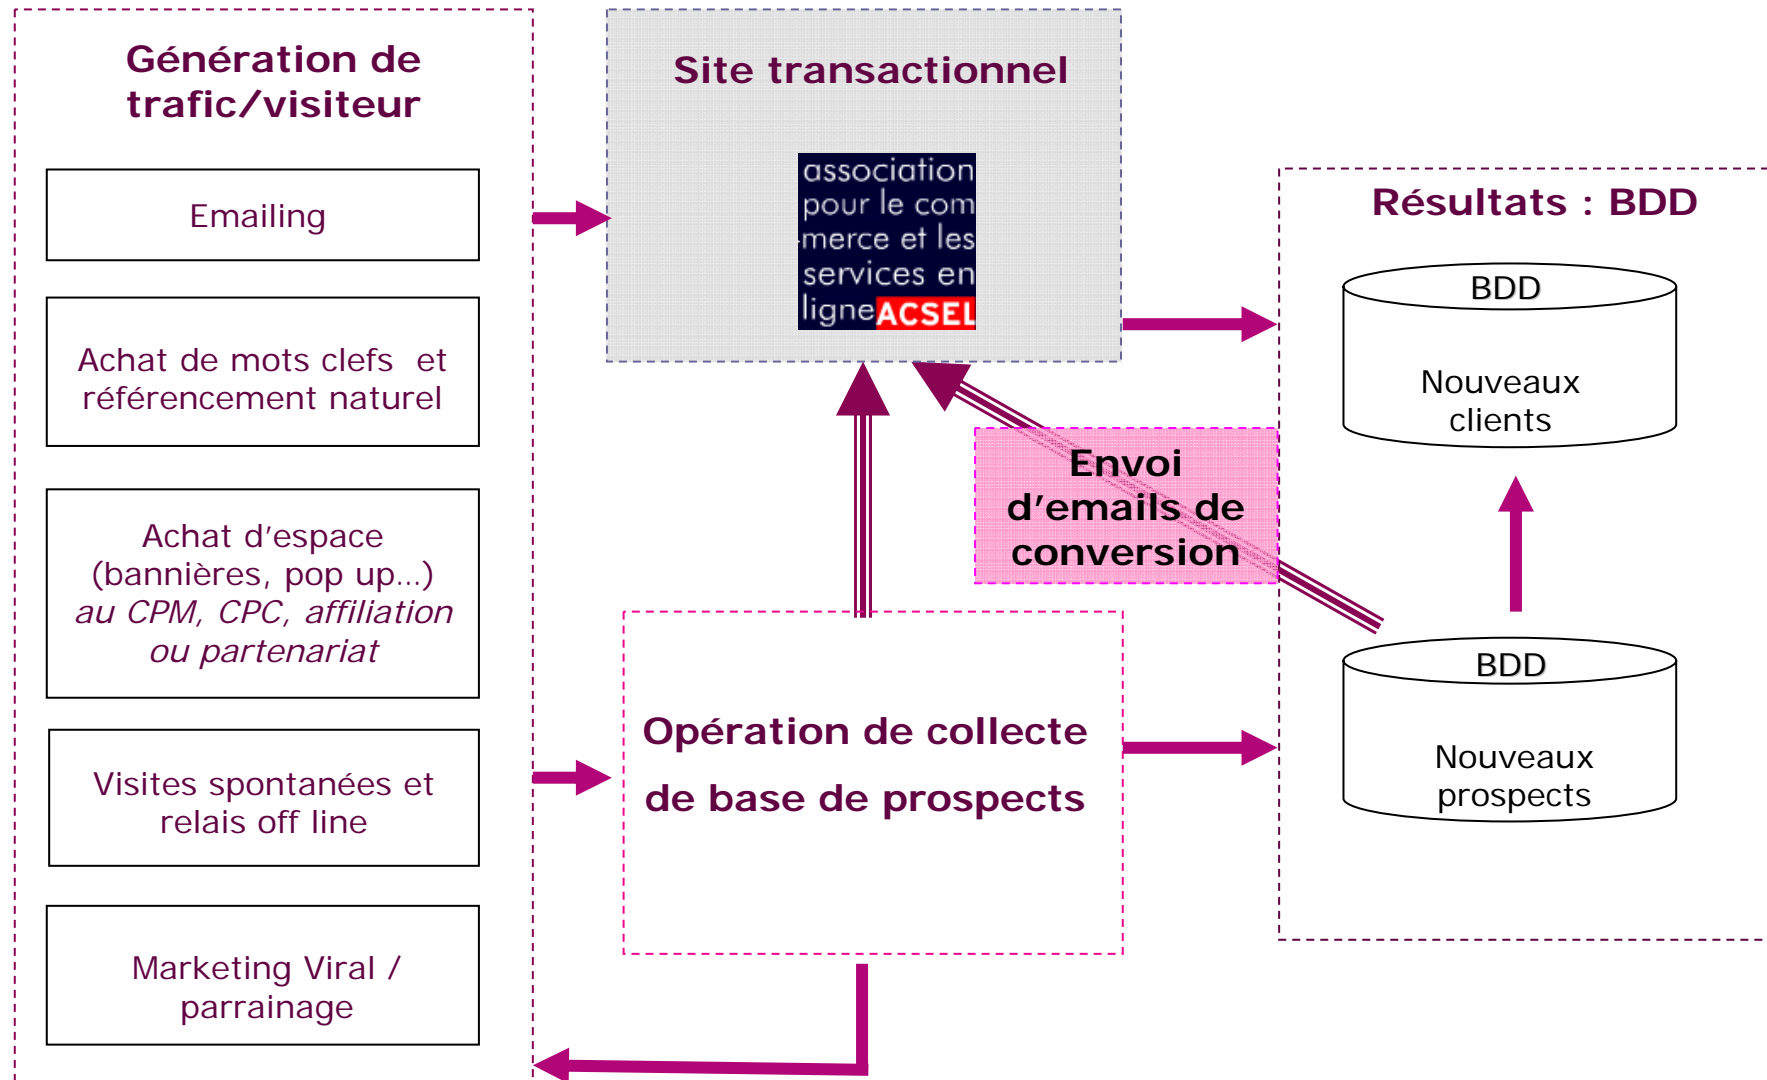 Génération de
trafic/visiteur
Emailing
Achat de mots clefs et
référencement naturel
Achat d’espace
(bannières, pop up…)
au CPM, CPC, affiliation
ou partenariat
Visites spontanées et
relais off line
Marketing Viral /
parrainage
Site transactionnel
association
pour le com
-merce et les
services en
ligne ACSEL
Envoi
d’emails de
conversion
Opération de collecte
de base de prospects
Résultats : BDD
BDD
Nouveaux
clients
BDD
Nouveaux
prospects